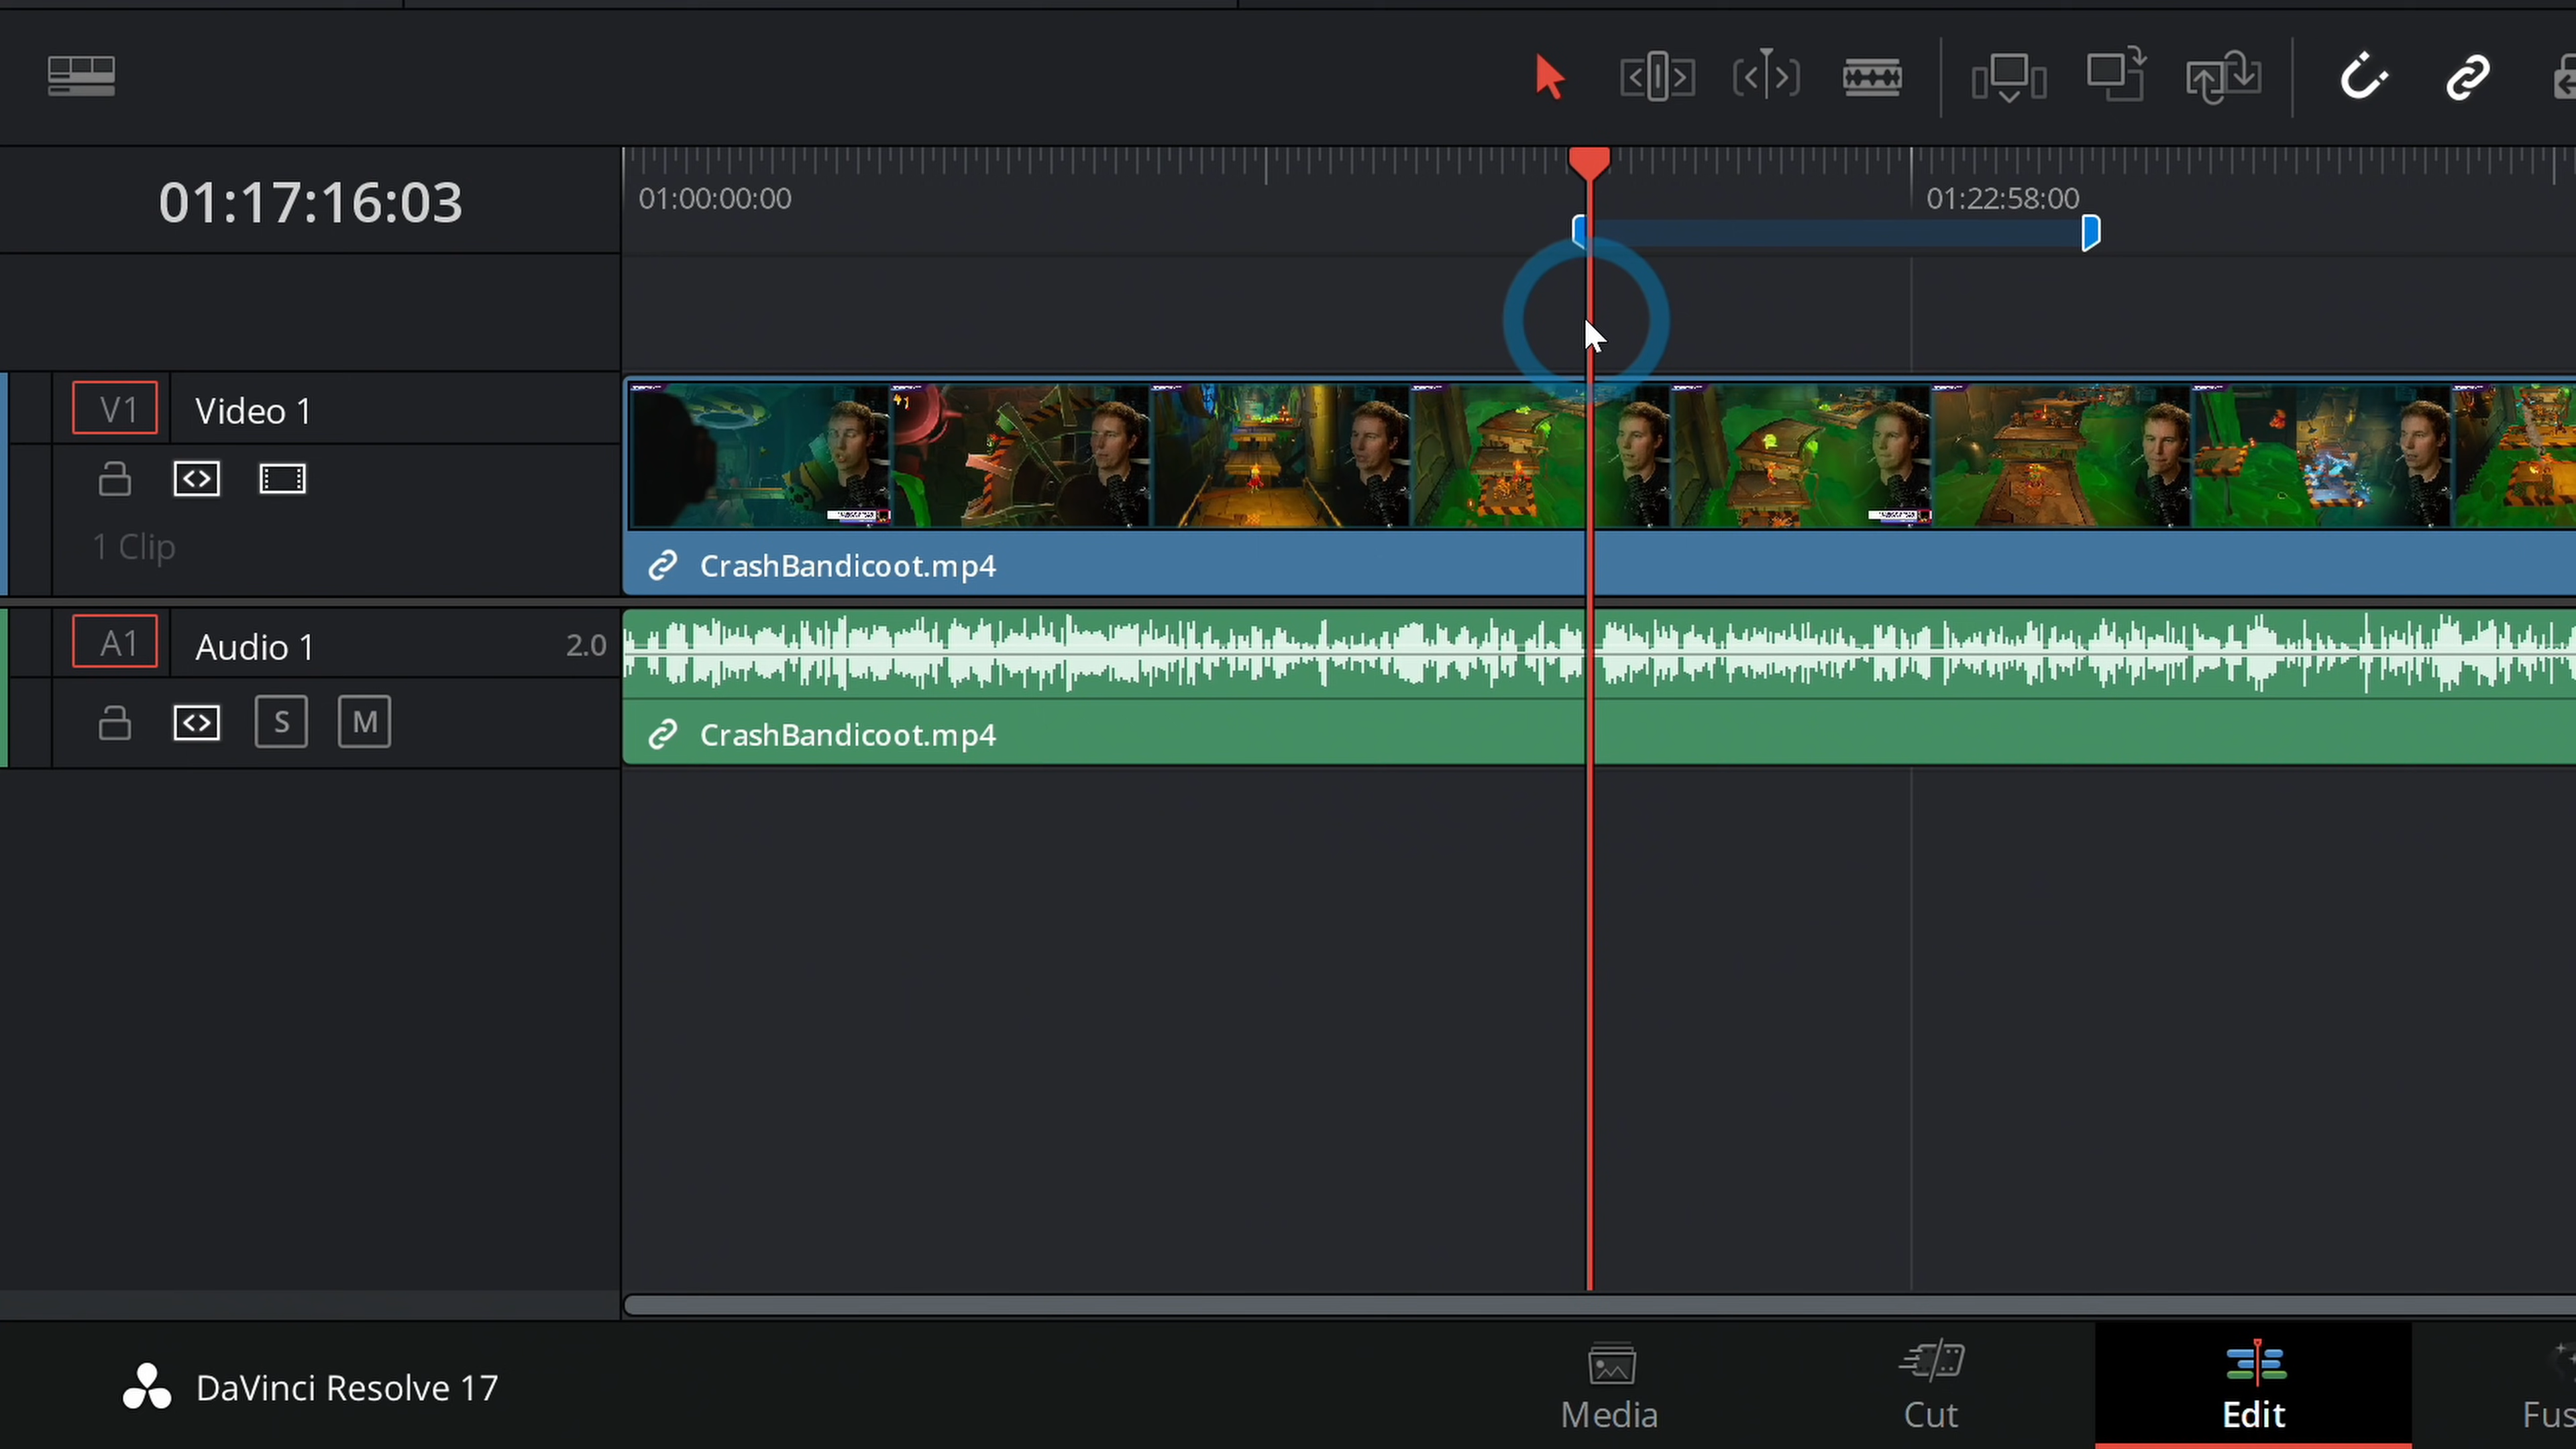 01:17:16:03
01:00:00:00
01:22:58:00
V1 Video 1
1 Clip
CrashBandicoot.mp4
A1 Audio 1 2.0
S M
CrashBandicoot.mp4
DaVinci Resolve 17
Media
Cut
Edit
Fus